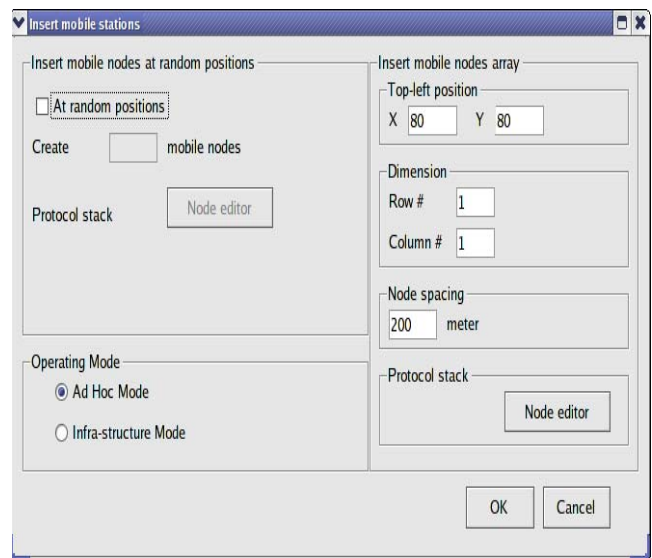 Insert mobile stations
Insert mobile nodes at random positions
At random positions
Create mobile nodes
Protocol stack Node editor
Operating Mode
Ad Hoc Mode
Infra-structure Mode
Insert mobile nodes array
Top-left position
X 80 Y 80
Dimension
Row # 1
Column # 1
Node spacing
200 meter
Protocol stack
Node editor
OK Cancel